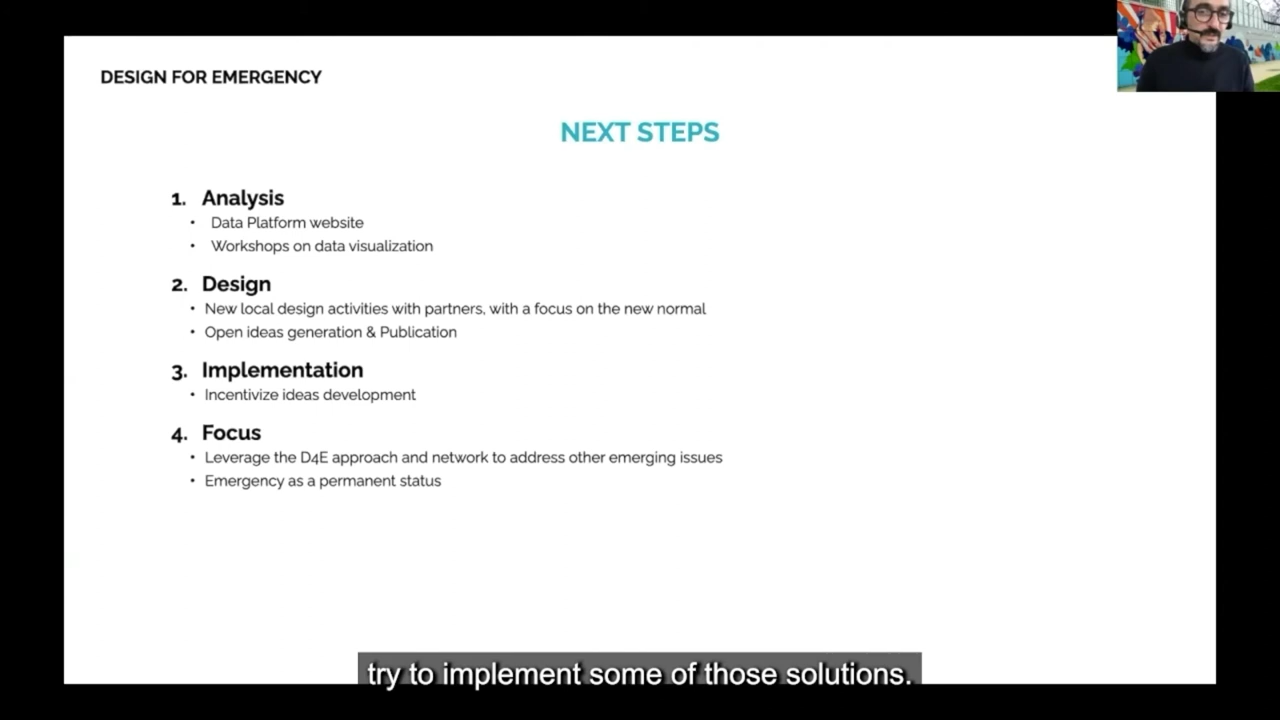 DESIGN FOR EMERGENCY
NEXT STEPS
1. Analysis
• Data Platform website
• Workshops on data visualization
2. Design
• New local design activities with partners, with a focus on the new normal
• Open ideas generation & Publication
3. Implementation
• Incentivize ideas development
4. Focus
• Leverage the D4E approach and network to address other emerging issues
• Emergency as a permanent status
try to implement some of those solutions.